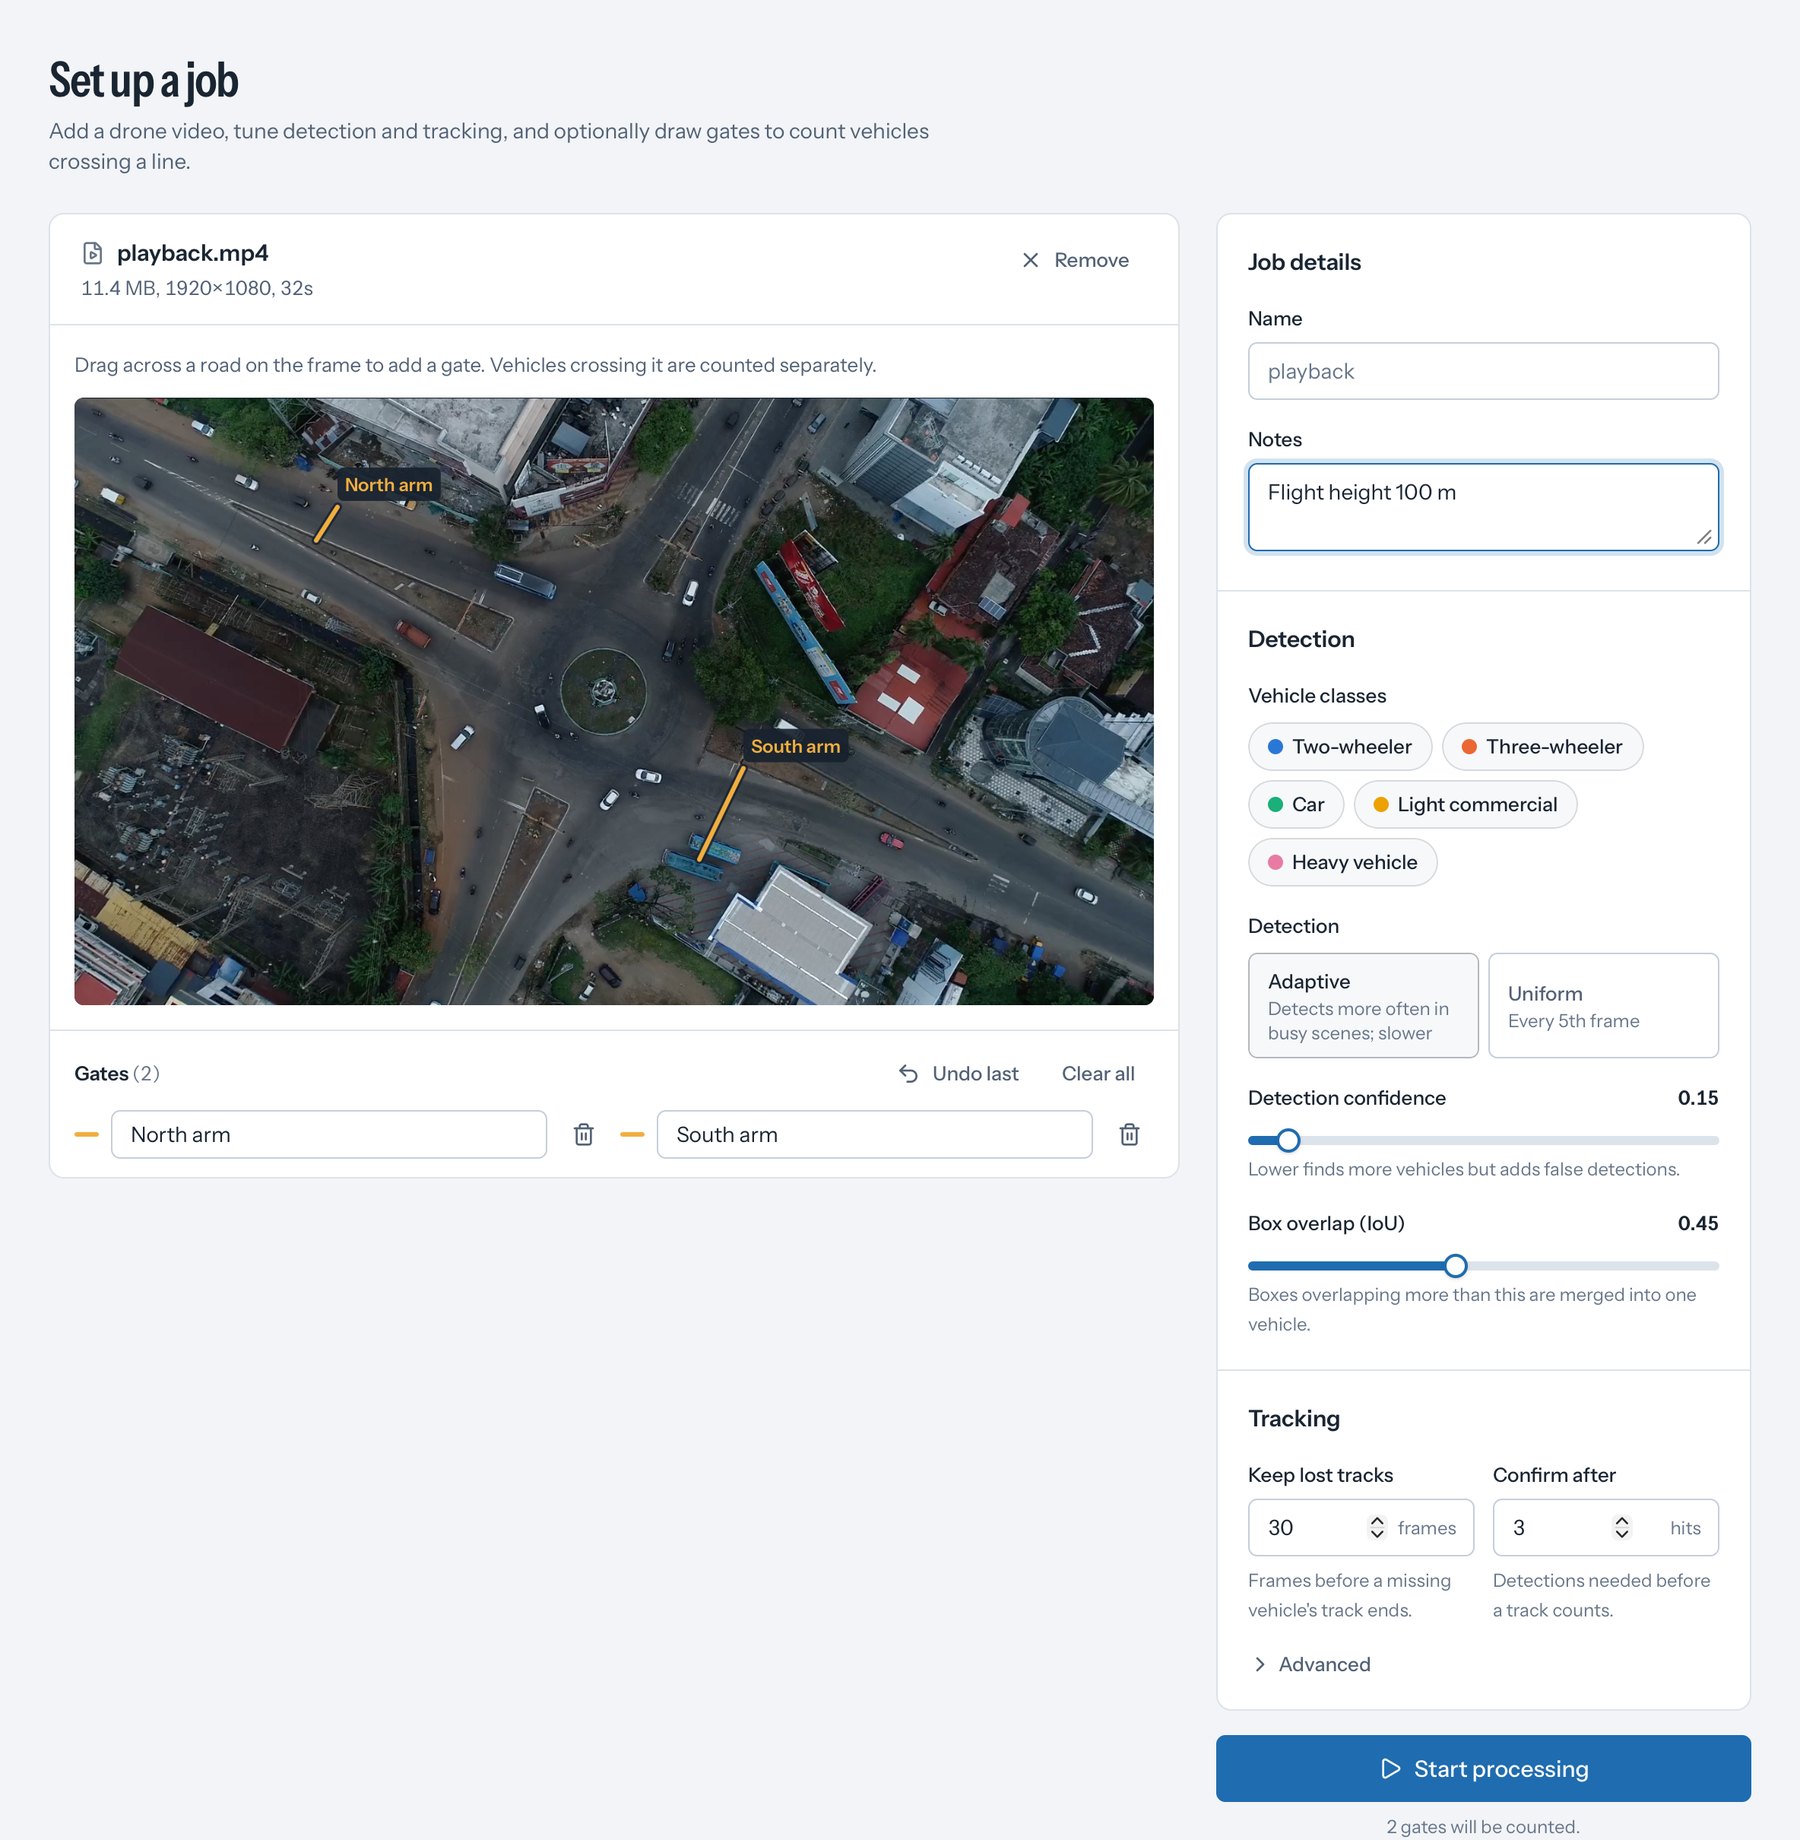 Set up a job
Add a drone video, tune detection and tracking, and optionally draw gates to count vehicles
crossing a line.
playback.mp4
11.4 MB, 1920×1080, 32s
Remove
Drag across a road on the frame to add a gate. Vehicles crossing it are counted separately.
North arm
South arm
Gates (2)
Undo last
Clear all
North arm
South arm
Job details
Name
playback
Notes
Flight height 100 m
Detection
Vehicle classes
Two-wheeler
Three-wheeler
Car
Light commercial
Heavy vehicle
Detection
Adaptive
Detects more often in
busy scenes; slower
Uniform
Every 5th frame
Detection confidence
0.15
Lower finds more vehicles but adds false detections.
Box overlap (IoU)
0.45
Boxes overlapping more than this are merged into one
vehicle.
Tracking
Keep lost tracks
30
frames
Frames before a missing
vehicle's track ends.
Confirm after
3
hits
Detections needed before
a track counts.
Advanced
Start processing
2 gates will be counted.